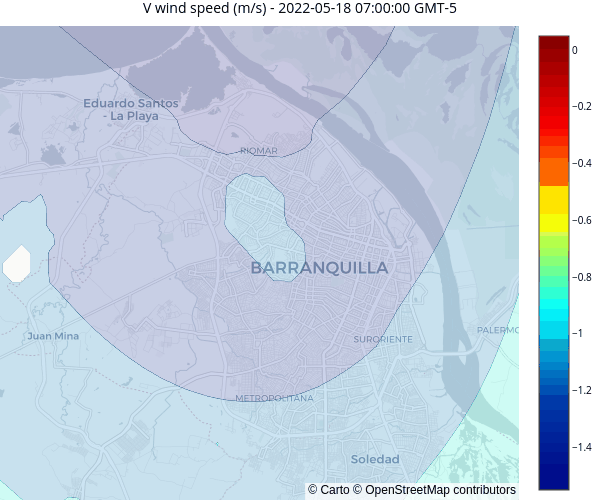 V wind speed (m/s) - 2022-05-18 07:00:00 GMT-5
0
Eduardo Santos
- La Playa
−0.2
RIOMAR
−0.4
−0.6
BARRANQUILLA
−0.8
Juan Mina
SURORIENTE
PALERMO
−1
METROPOLITANA
−1.2
Soledad
−1.4
© Carto © OpenStreetMap contributors